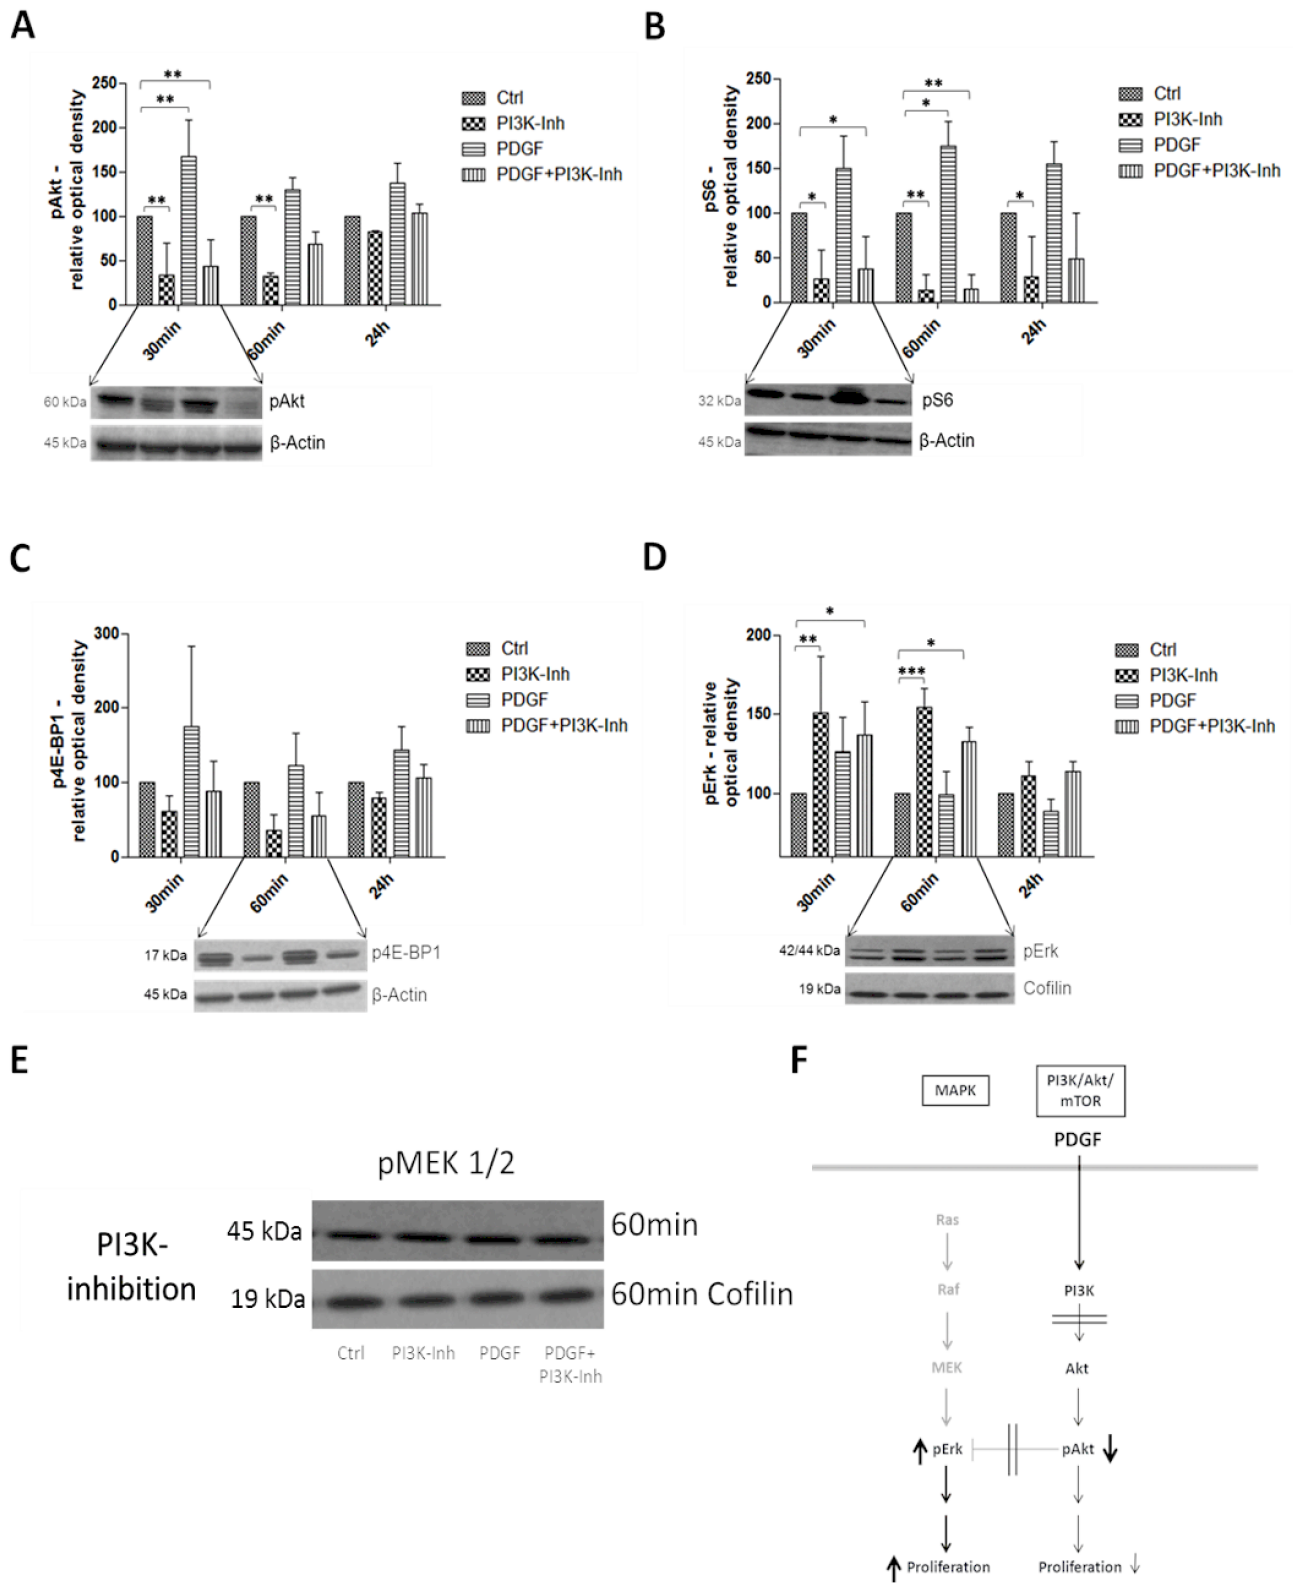 A
pAkt -
relative optical density
250
200
150
100
50
0
**
**
**
**
30min
60min
24h
Ctrl
PI3K-Inh
PDGF
PDGF+PI3K-Inh
60 kDa
pAkt
45 kDa
β-Actin
B
pS6 -
relative optical density
250
200
150
100
50
0
*
*
**
*
**
*
30min
60min
24h
Ctrl
PI3K-Inh
PDGF
PDGF+PI3K-Inh
32 kDa
pS6
45 kDa
β-Actin
C
p4E-BP1 -
relative optical density
300
200
100
0
30min
60min
24h
Ctrl
PI3K-Inh
PDGF
PDGF+PI3K-Inh
17 kDa
p4E-BP1
45 kDa
β-Actin
D
pErk - relative
optical density
200
150
100
*
**
*
***
30min
60min
24h
Ctrl
PI3K-Inh
PDGF
PDGF+PI3K-Inh
42/44 kDa
pErk
19 kDa
Cofilin
E
pMEK 1/2
PI3K-
inhibition
45 kDa
60min
19 kDa
60min Cofilin
Ctrl
PI3K-Inh
PDGF
PDGF+
PI3K-Inh
F
MAPK
PI3K/Akt/
mTOR
PDGF
Ras
Raf
PI3K
MEK
Akt
pErk
pAkt
Proliferation
Proliferation